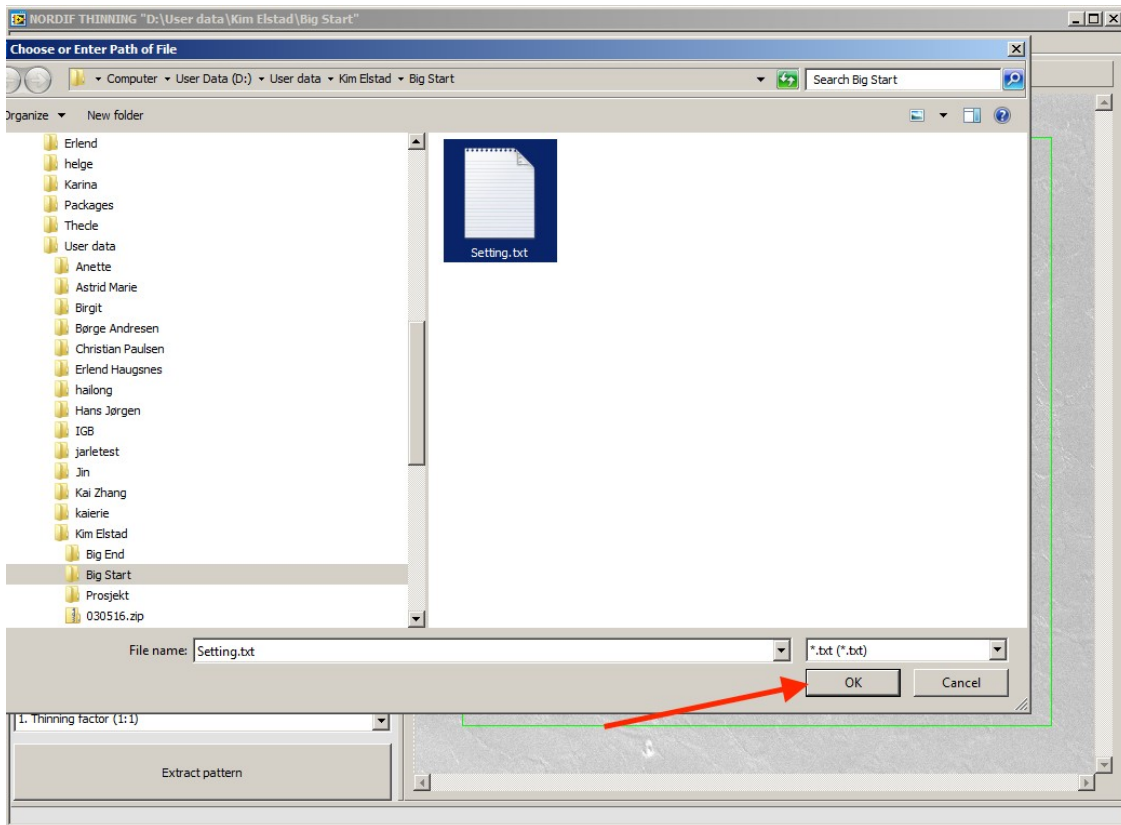 NORDIF THINNING "D:\User data\Kim Elstad\Big Start"
Choose or Enter Path of File
Computer User Data (D:) User data Kim Elstad Big Start
Search Big Start
Organize
New folder
Erlend
helge
Karina
Packages
Thecle
User data
Anette
Astrid Marie
Birgit
Børge Andresen
Christian Paulsen
Erlend Haugsnes
hailong
Hans Jørgen
IGB
jarletest
Jin
Kai Zhang
kaierie
Kim Elstad
Big End
Big Start
Prosjekt
030516.zip
Setting.txt
File name: Setting.txt
*.txt (*.txt)
OK
Cancel
1. Thinning factor (1:1)
Extract pattern